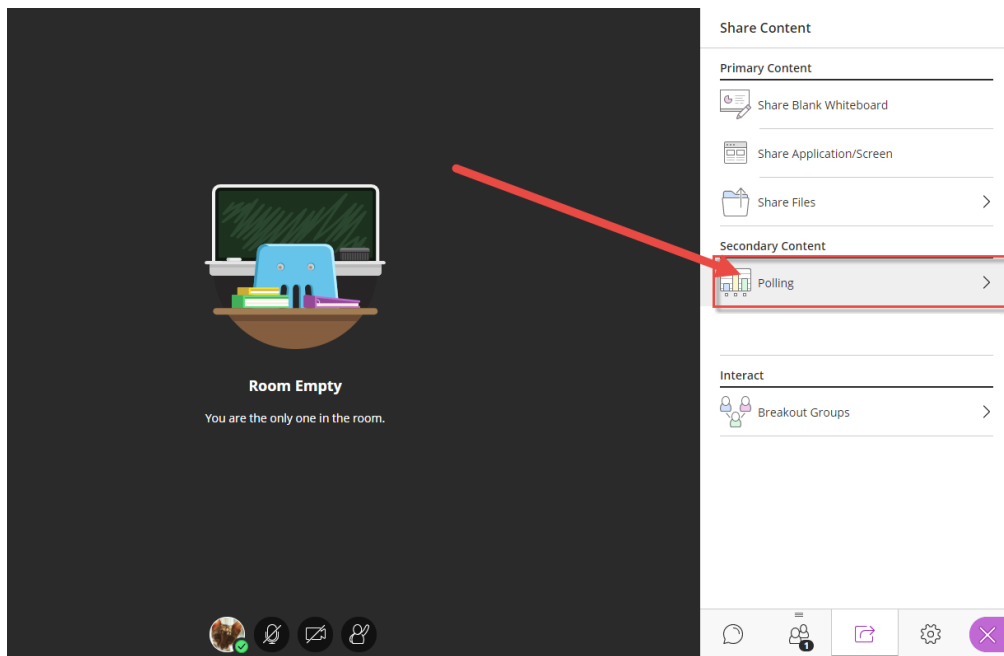 Share Content
Primary Content
Share Blank Whiteboard
Share Application/Screen
Share Files
Secondary Content
Polling
Interact
Breakout Groups
Room Empty
You are the only one in the room.
1